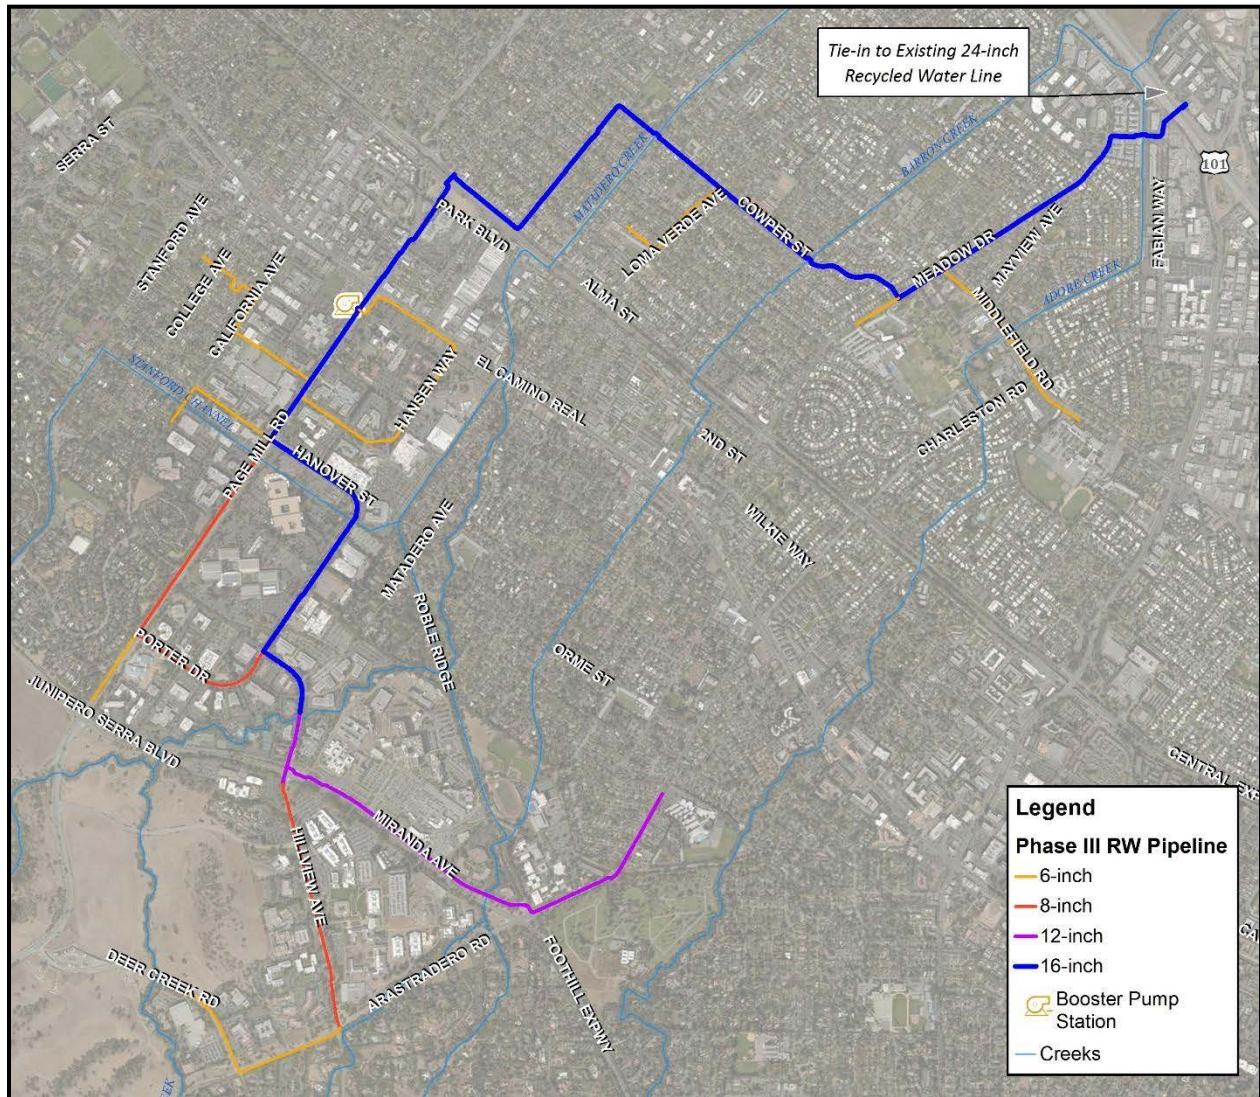 Tie-in to Existing 24-inch
Recycled Water Line
101
SERRA ST
STANFORD AVE
COLLEGE AVE
CALIFORNIA AVE
PARK BLVD
MATADERO CREEK
LOMA VERDE AVE
COWPER ST
BARRON CREEK
MEADOW DR
MAYVIEW AVE
FABIAN WAY
ADOBE CREEK
ALMA ST
MIDDLEFIELD RD
STANFORD CHANNEL
HANSEN WAY
EL CAMINO REAL
CHARLESTON RD
PAGE MILL RD
HANOVER ST
2ND ST
WILKIE WAY
MATADERO AVE
ROBLE RIDGE
ORME ST
PORTER DR
JUNIPERO SERRA BLVD
CENTRAL EXP
MIRANDA AVE
HILLVIEW AVE
DEER CREEK RD
ARASTRADERO RD
FOOTHILL EXPWY
CREEK
CA
Legend
Phase III RW Pipeline
6-inch
8-inch
12-inch
16-inch
Booster Pump
Station
Creeks